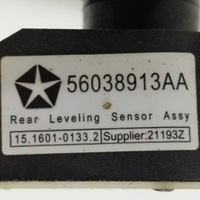 56038913AA
Rear Leveling Sensor Assy
15.1601-0133.2 Supplier:21193Z